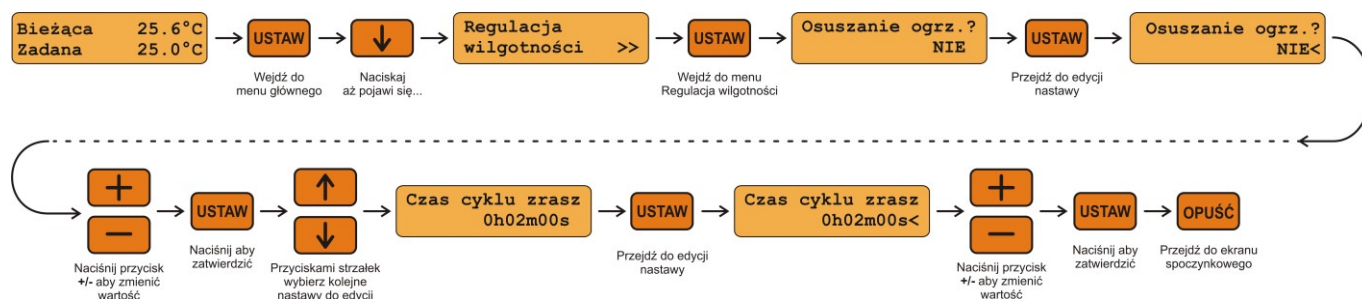 Bieżąca 25.6°C
Zadana 25.0°C
USTAW
Wejdź do
menu głównego
Naciskaj
aż pojawi się...
Regulacja
wilgotności >>
USTAW
Wejdź do menu
Regulacja wilgotności
Osuszanie ogrz.?
NIE
USTAW
Przejdź do edycji
nastawy
Osuszanie ogrz.?
NIE<
Naciśnij przycisk
+/- aby zmienić
wartość
USTAW
Naciśnij aby
zatwierdzić
Przyciskami strzałek
wybierz kolejne
nastawy do edycji
Czas cyklu zrasz
0h02m00s
USTAW
Przejdź do edycji
nastawy
Czas cyklu zrasz
0h02m00s<
Naciśnij przycisk
+/- aby zmienić
wartość
USTAW
Naciśnij aby
zatwierdzić
OPUŚĆ
Przejdź do ekranu
spoczynkowego